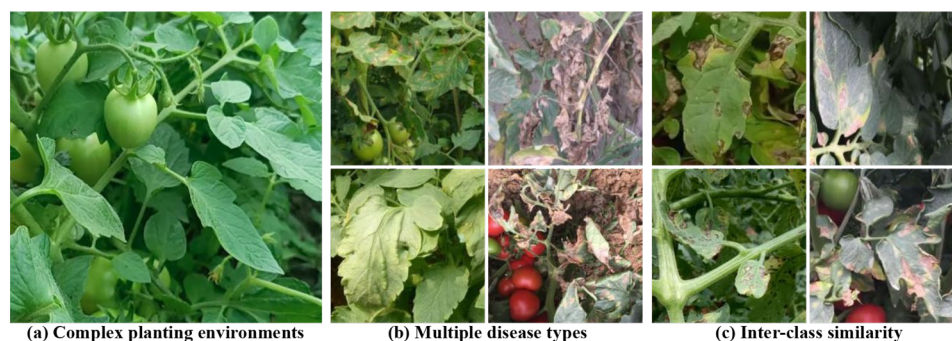 (a) Complex planting environments
(b) Multiple disease types
(c) Inter-class similarity